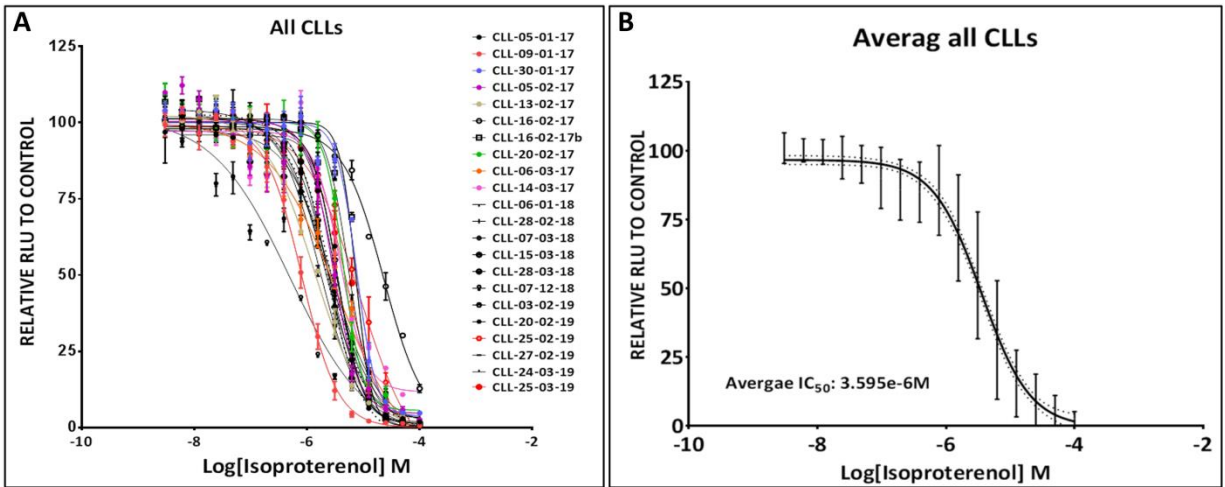 A
All CLLs
RELATIVE RLU TO CONTROL
125
100
75
50
25
0
-10
-8
-6
-4
-2
Log[Isoproterenol] M
CLL-05-01-17
CLL-09-01-17
CLL-30-01-17
CLL-05-02-17
CLL-13-02-17
CLL-16-02-17
CLL-16-02-17b
CLL-20-02-17
CLL-06-03-17
CLL-14-03-17
CLL-06-01-18
CLL-28-02-18
CLL-07-03-18
CLL-15-03-18
CLL-28-03-18
CLL-07-12-18
CLL-03-02-19
CLL-20-02-19
CLL-25-02-19
CLL-27-02-19
CLL-24-03-19
CLL-25-03-19
B
Averag all CLLs
RELATIVE RLU TO CONTROL
125
100
75
50
25
0
Avergae IC50: 3.595e-6M
-10
-8
-6
-4
-2
Log[Isoproterenol] M